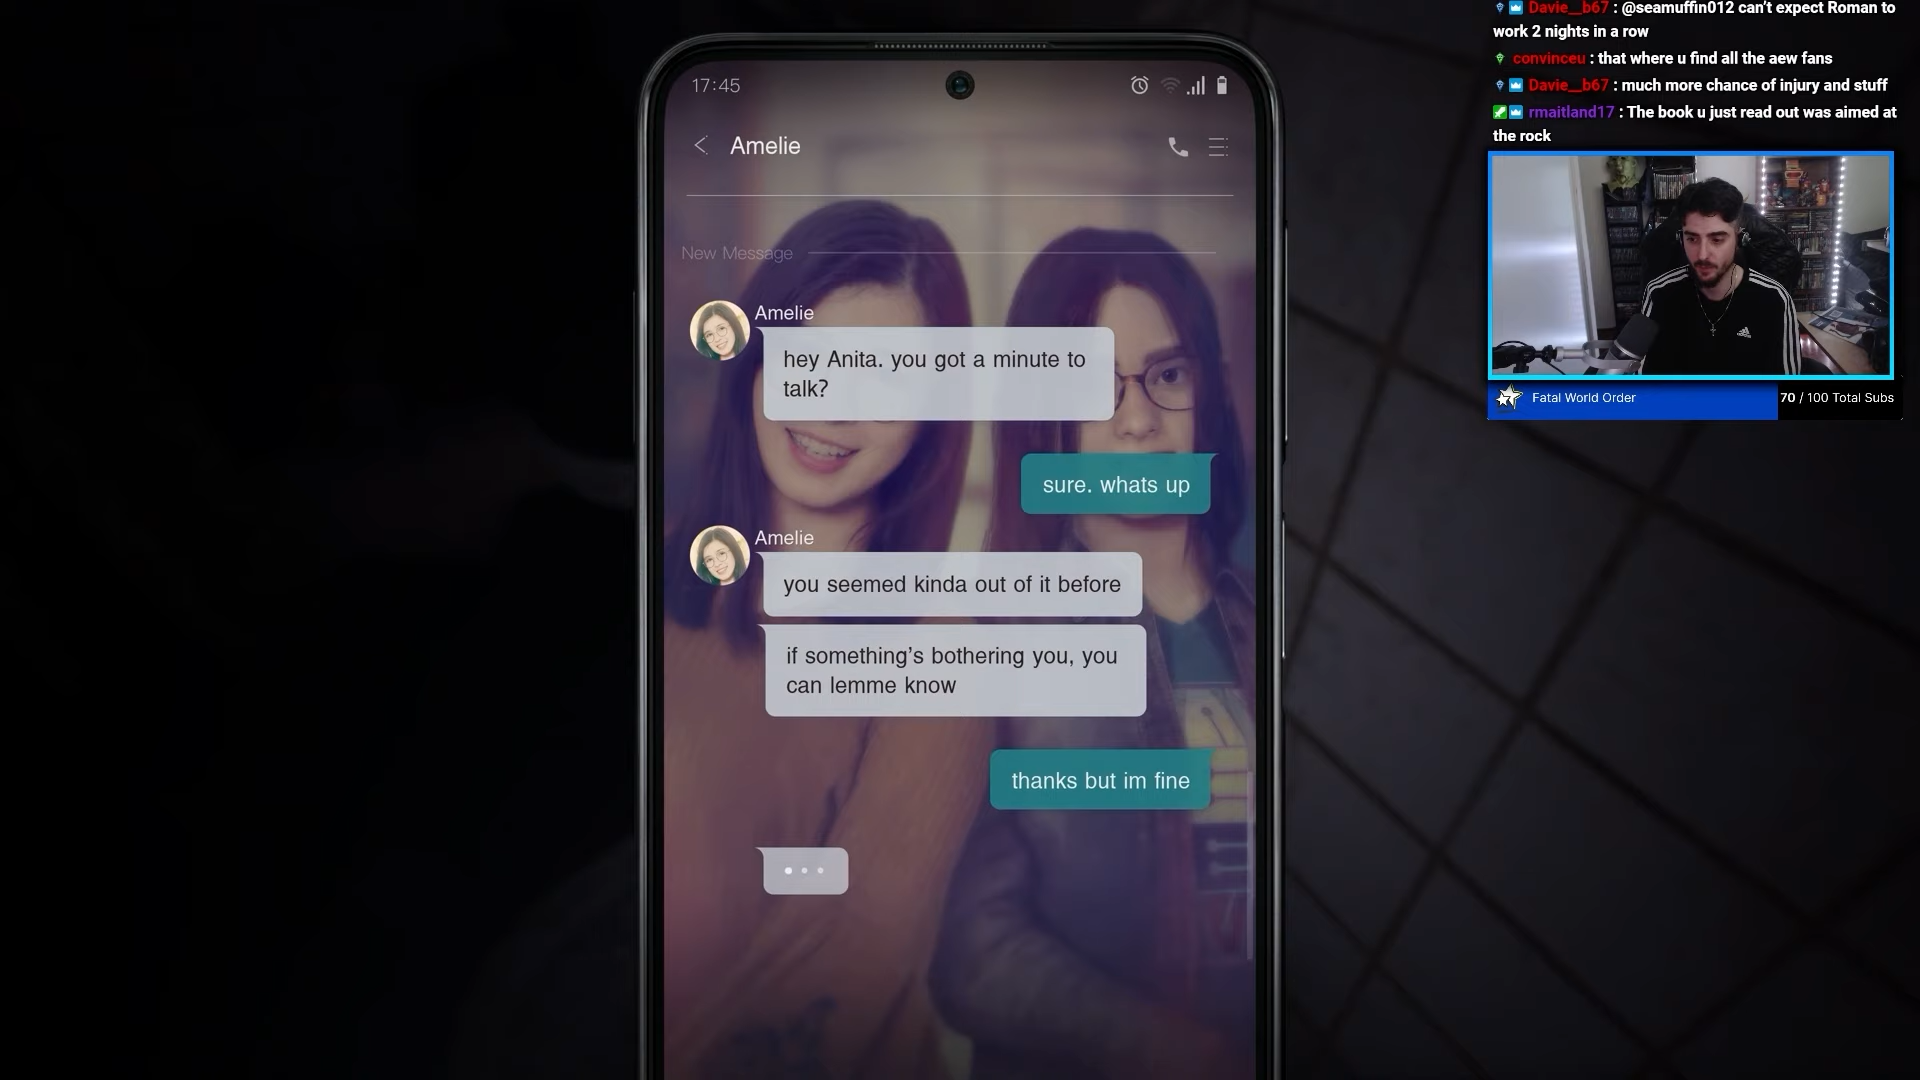 Davie__b67 : @seamuffin012 can't expect Roman to
work 2 nights in a row
convinceu : that where u find all the aew fans
Davie__b67 : much more chance of injury and stuff
rmaitland17 : The book u just read out was aimed at
the rock
Fatal World Order
70 / 100 Total Subs
17:45
Amelie
New Message
Amelie
hey Anita. you got a minute to
talk?
sure. whats up
Amelie
you seemed kinda out of it before
if something's bothering you, you
can lemme know
thanks but im fine